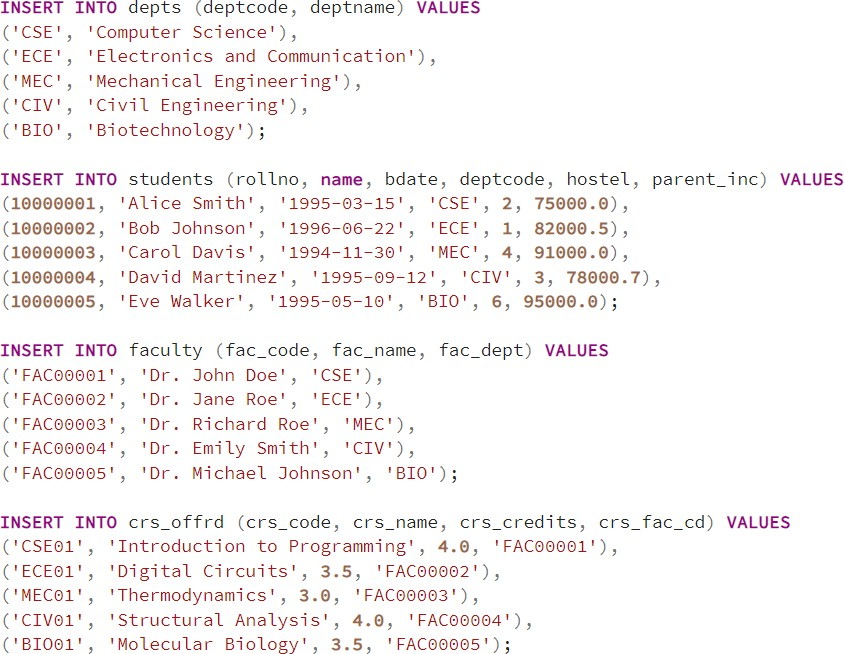 INSERT INTO depts (deptcode, deptname) VALUES
('CSE', 'Computer Science'),
('ECE', 'Electronics and Communication'),
('MEC', 'Mechanical Engineering'),
('CIV', 'Civil Engineering'),
('BIO', 'Biotechnology');
INSERT INTO students (rollno, name, bdate, deptcode, hostel, parent_inc) VALUES
(10000001, 'Alice Smith', '1995-03-15', 'CSE', 2, 75000.0),
(10000002, 'Bob Johnson', '1996-06-22', 'ECE', 1, 82000.5),
(10000003, 'Carol Davis', '1994-11-30', 'MEC', 4, 91000.0),
(10000004, 'David Martinez', '1995-09-12', 'CIV', 3, 78000.7),
(10000005, 'Eve Walker', '1995-05-10', 'BIO', 6, 95000.0);
INSERT INTO faculty (fac_code, fac_name, fac_dept) VALUES
('FAC00001', 'Dr. John Doe', 'CSE'),
('FAC00002', 'Dr. Jane Roe', 'ECE'),
('FAC00003', 'Dr. Richard Roe', 'MEC'),
('FAC00004', 'Dr. Emily Smith', 'CIV'),
('FAC00005', 'Dr. Michael Johnson', 'BIO');
INSERT INTO crs_offrd (crs_code, crs_name, crs_credits, crs_fac_cd) VALUES
('CSE01', 'Introduction to Programming', 4.0, 'FAC00001'),
('ECE01', 'Digital Circuits', 3.5, 'FAC00002'),
('MEC01', 'Thermodynamics', 3.0, 'FAC00003'),
('CIV01', 'Structural Analysis', 4.0, 'FAC00004'),
('BIO01', 'Molecular Biology', 3.5, 'FAC00005');